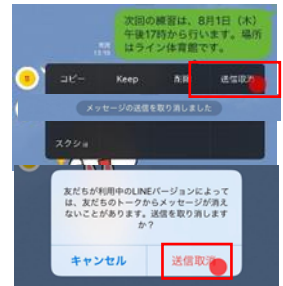 次回の練習は、8月1日（木）
午後17時から行います。場所
はライン体育館です。
コピー Keep 削除 送信取消
メッセージの送信を取り消しました
スクショ
友だちが利用中のLINEバージョンによって
は、友だちのトークからメッセージが消え
ないことがあります。送信を取り消します
か？
キャンセル 送信取消